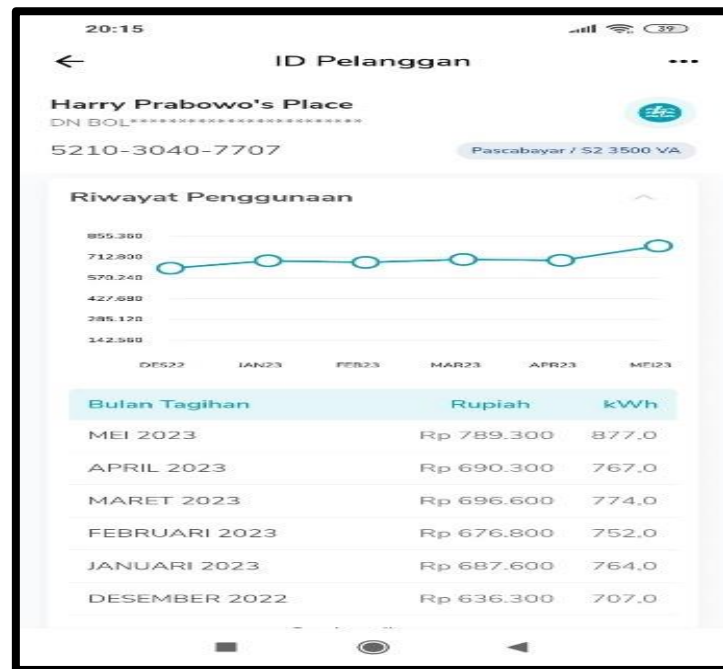 20:15
39
ID Pelanggan
Harry Prabowo's Place
DN BOL************************
5210-3040-7707
Pascabayar / S2 3500 VA
Riwayat Penggunaan
855.360
712.800
570.240
427.680
285.120
142.560
DES22 JAN23 FEB23 MAR23 APR23 MEI23
Bulan Tagihan Rupiah kWh
MEI 2023 Rp 789.300 877,0
APRIL 2023 Rp 690.300 767,0
MARET 2023 Rp 696.600 774,0
FEBRUARI 2023 Rp 676.800 752,0
JANUARI 2023 Rp 687.600 764,0
DESEMBER 2022 Rp 636.300 707,0